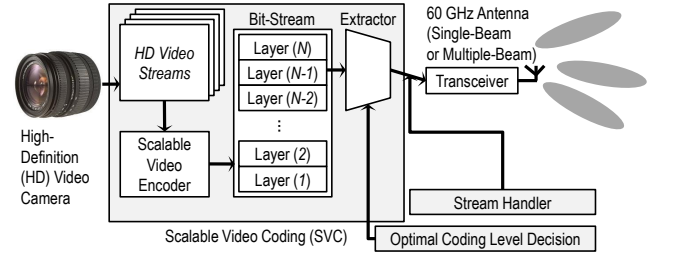 High-
Definition
(HD) Video
Camera
HD Video
Streams
Scalable
Video
Encoder
Bit-Stream
Layer (N)
Layer (N-1)
Layer (N-2)
...
Layer (2)
Layer (1)
Extractor
60 GHz Antenna
(Single-Beam
or Multiple-Beam)
Transceiver
Stream Handler
Scalable Video Coding (SVC)
Optimal Coding Level Decision